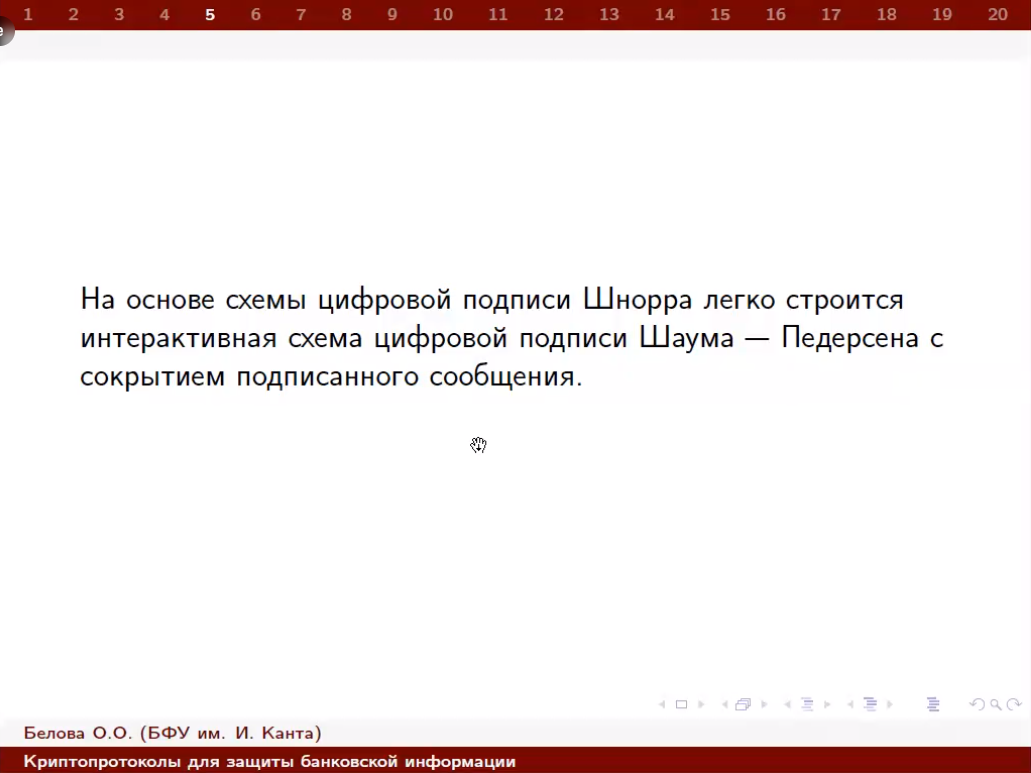 1 2 3 4 5 6 7 8 9 10 11 12 13 14 15 16 17 18 19 20
e
На основе схемы цифровой подписи Шнорра легко строится
интерактивная схема цифровой подписи Шаума — Педерсена с
сокрытием подписанного сообщения.
Белова О.О. (БФУ им. И. Канта)
Криптопротоколы для защиты банковской информации